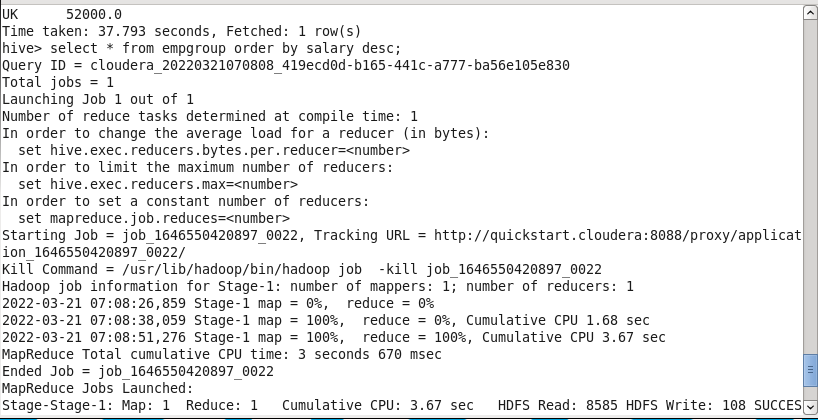 UK      52000.0
Time taken: 37.793 seconds, Fetched: 1 row(s)
hive> select * from empgroup order by salary desc;
Query ID = cloudera_20220321070808_419ecd0d-b165-441c-a777-ba56e105e830
Total jobs = 1
Launching Job 1 out of 1
Number of reduce tasks determined at compile time: 1
In order to change the average load for a reducer (in bytes):
  set hive.exec.reducers.bytes.per.reducer=<number>
In order to limit the maximum number of reducers:
  set hive.exec.reducers.max=<number>
In order to set a constant number of reducers:
  set mapreduce.job.reduces=<number>
Starting Job = job_1646550420897_0022, Tracking URL = http://quickstart.cloudera:8088/proxy/applicat
ion_1646550420897_0022/
Kill Command = /usr/lib/hadoop/bin/hadoop job  -kill job_1646550420897_0022
Hadoop job information for Stage-1: number of mappers: 1; number of reducers: 1
2022-03-21 07:08:26,859 Stage-1 map = 0%,  reduce = 0%
2022-03-21 07:08:38,059 Stage-1 map = 100%,  reduce = 0%, Cumulative CPU 1.68 sec
2022-03-21 07:08:51,276 Stage-1 map = 100%,  reduce = 100%, Cumulative CPU 3.67 sec
MapReduce Total cumulative CPU time: 3 seconds 670 msec
Ended Job = job_1646550420897_0022
MapReduce Jobs Launched:
Stage-Stage-1: Map: 1  Reduce: 1   Cumulative CPU: 3.67 sec   HDFS Read: 8585 HDFS Write: 108 SUCCES